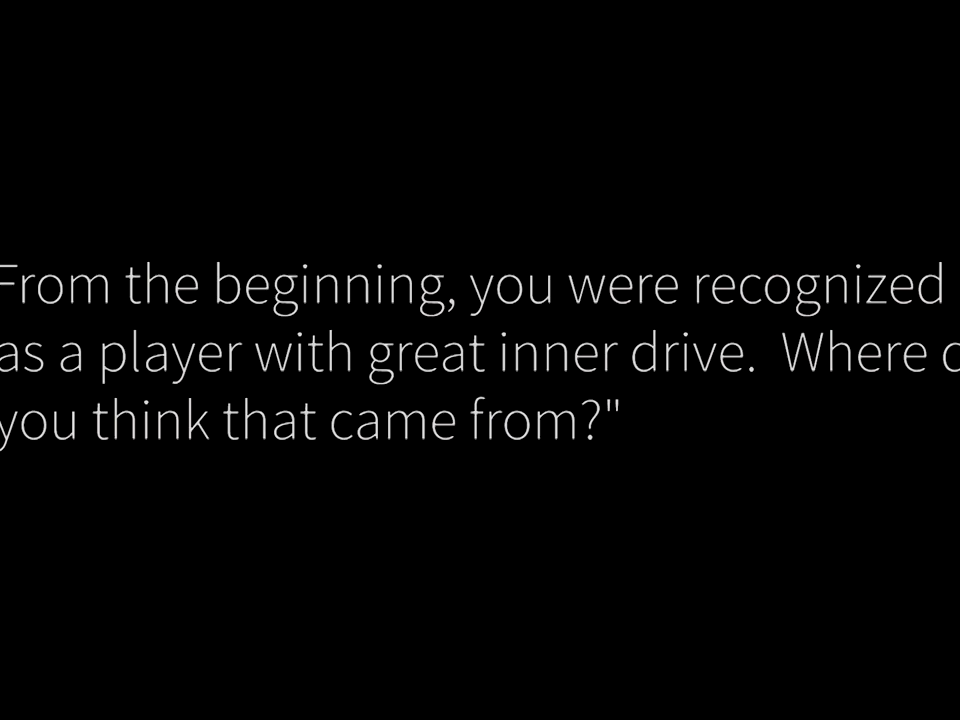 From the beginning, you were recognized
as a player with great inner drive.  Where
you think that came from?"